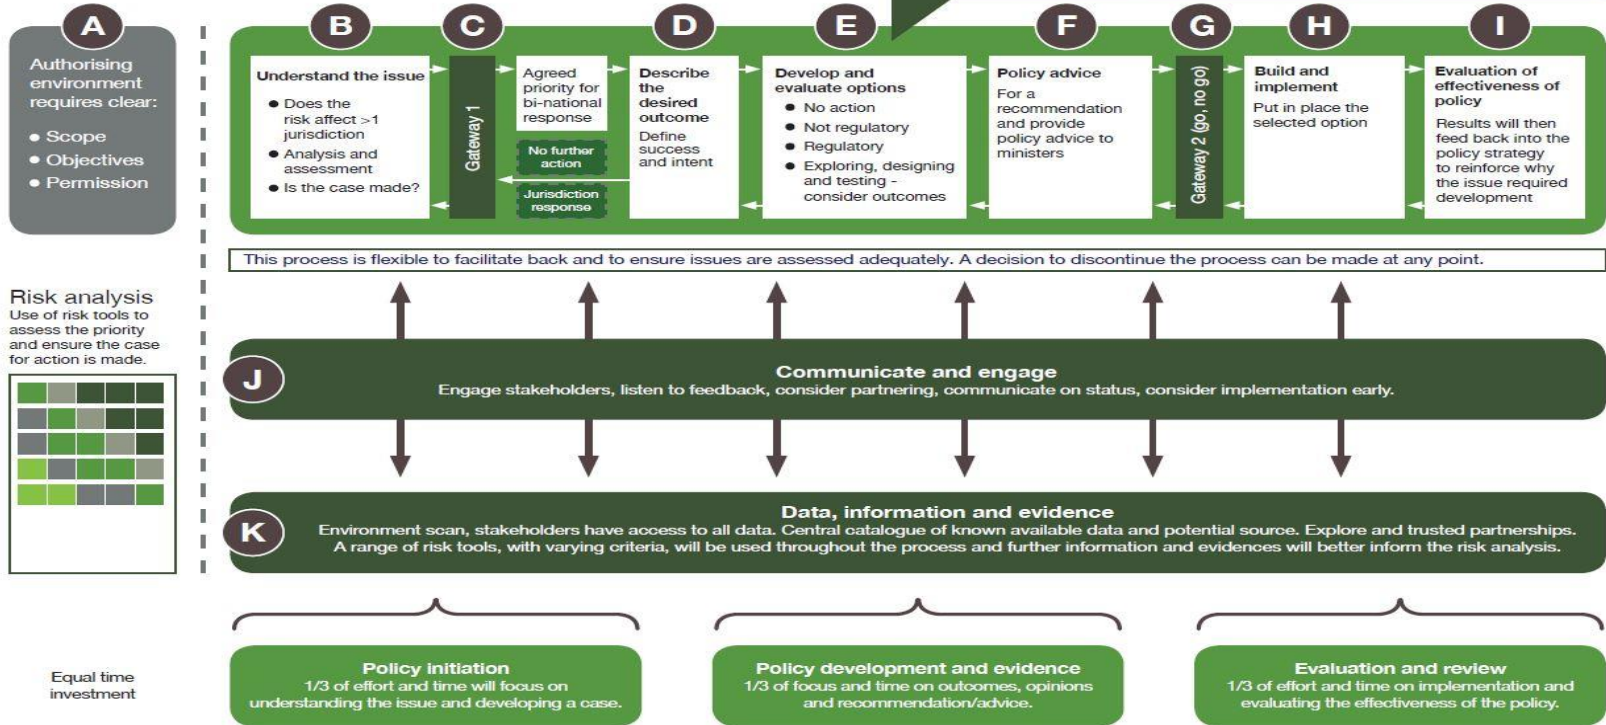 A
Authorising
environment
requires clear:
● Scope
● Objectives
● Permission
B
Understand the issue
● Does the
risk affect >1
jurisdiction
● Analysis and
assessment
● Is the case made?
C
Gateway 1
Agreed
priority for
bi-national
response
No further
action
Jurisdiction
response
D
Describe
the
desired
outcome
Define
success
and intent
E
Develop and
evaluate options
● No action
● Not regulatory
● Regulatory
● Exploring, designing
and testing -
consider outcomes
F
Policy advice
For a
recommendation
and provide
policy advice to
ministers
G
Gateway 2 (go, no go)
H
Build and
implement
Put in place the
selected option
I
Evaluation of
effectiveness of
policy
Results will then
feed back into the
policy strategy
to reinforce why
the issue required
development
This process is flexible to facilitate back and to ensure issues are assessed adequately. A decision to discontinue the process can be made at any point.
Risk analysis
Use of risk tools to
assess the priority
and ensure the case
for action is made.
J
Communicate and engage
Engage stakeholders, listen to feedback, consider partnering, communicate on status, consider implementation early.
K
Data, information and evidence
Environment scan, stakeholders have access to all data. Central catalogue of known available data and potential source. Explore and trusted partnerships.
A range of risk tools, with varying criteria, will be used throughout the process and further information and evidences will better inform the risk analysis.
Equal time
investment
Policy initiation
1/3 of effort and time will focus on
understanding the issue and developing a case.
Policy development and evidence
1/3 of focus and time on outcomes, opinions
and recommendation/advice.
Evaluation and review
1/3 of effort and time on implementation and
evaluating the effectiveness of the policy.